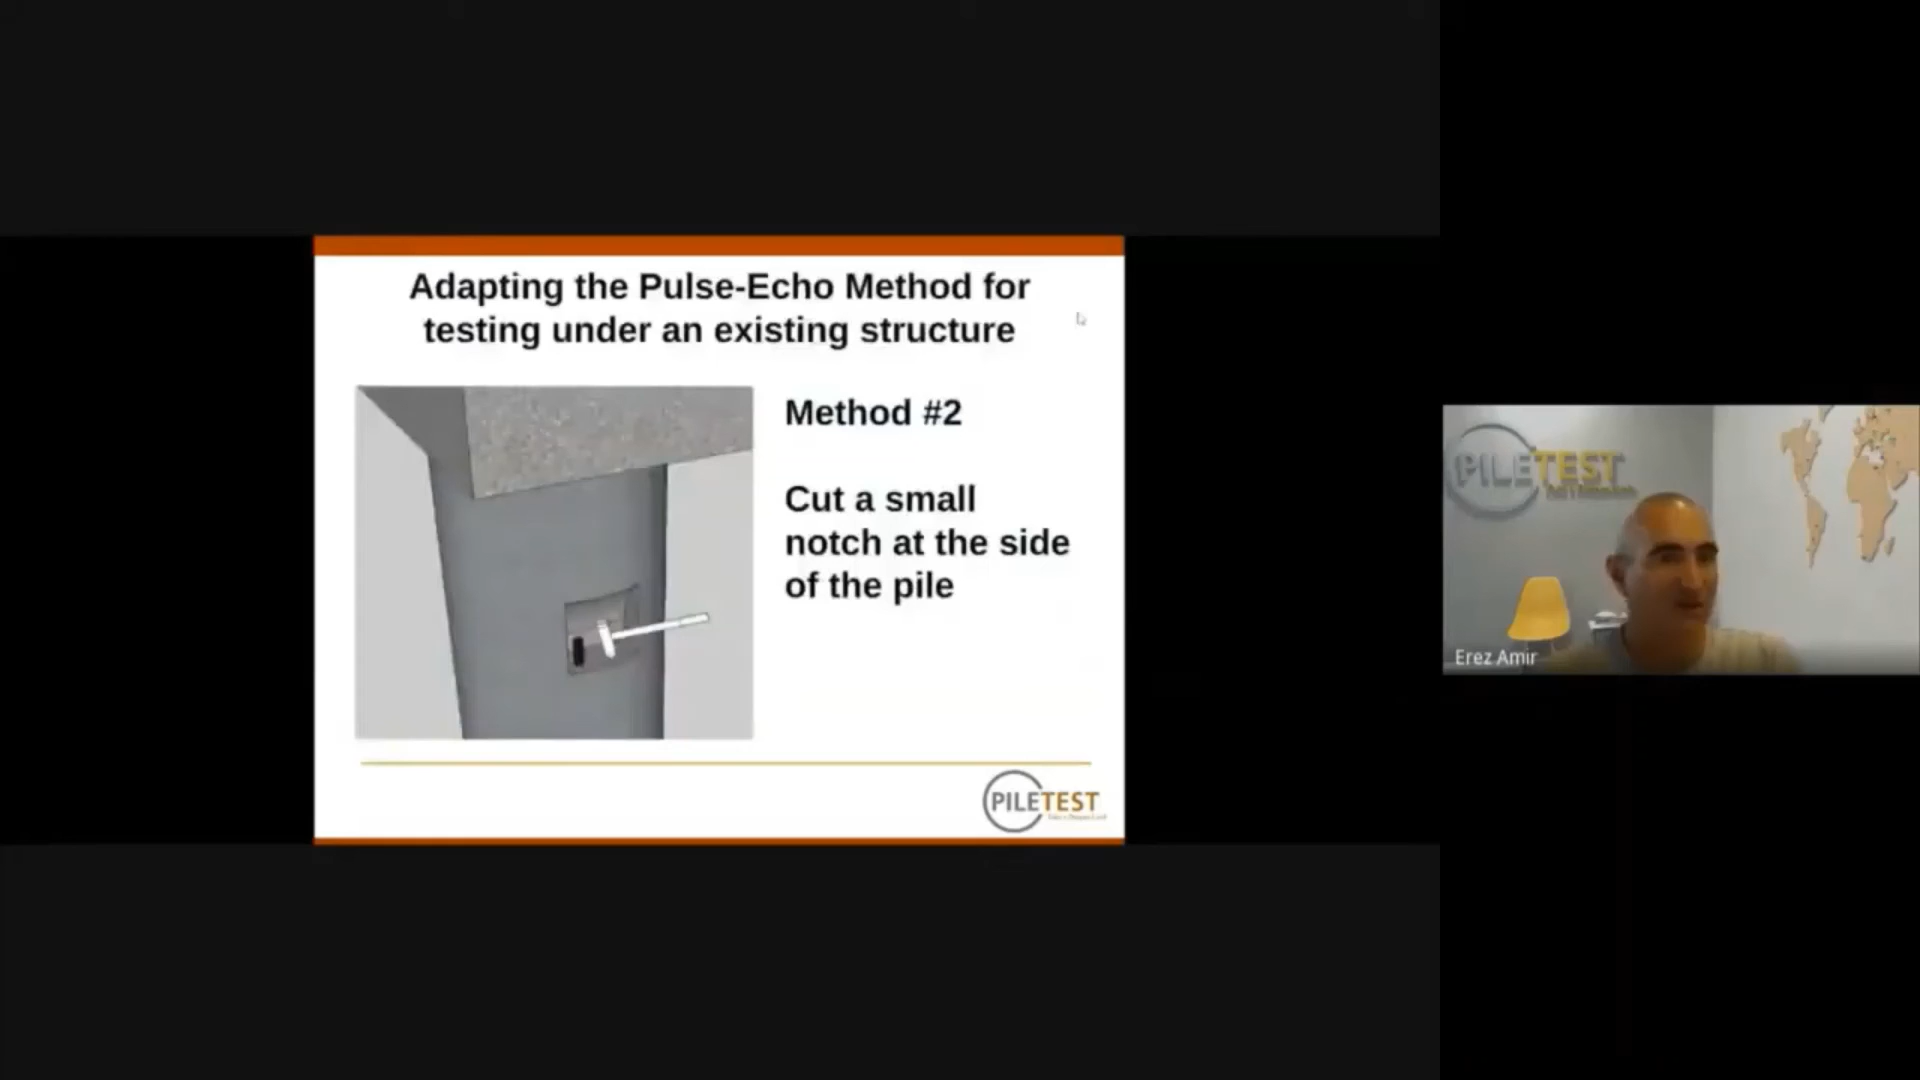 Adapting the Pulse-Echo Method for
testing under an existing structure
Method #2
Cut a small
notch at the side
of the pile
PILETEST
PILETEST
Erez Amir